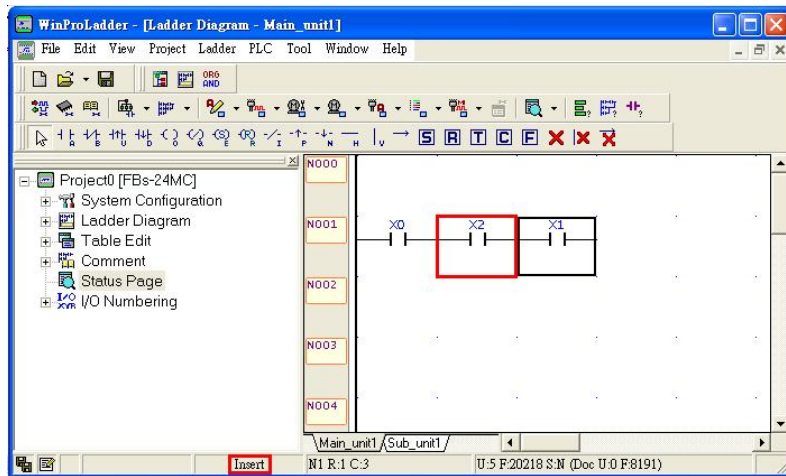 WinProLadder - [Ladder Diagram - Main_unit1]
File Edit View Project Ladder PLC Tool Window Help
ORG
AND
A B U D Q S R I P N H V S R T C F
Project0 [FBs-24MC]
System Configuration
Ladder Diagram
Table Edit
Comment
Status Page
I/O Numbering
N000
N001 X0 X2 X1
N002
N003
N004
Main_unit1 Sub_unit1
Insert N1 R:1 C:3 U:5 F:20218 S:N (Doc U:0 F:8191)